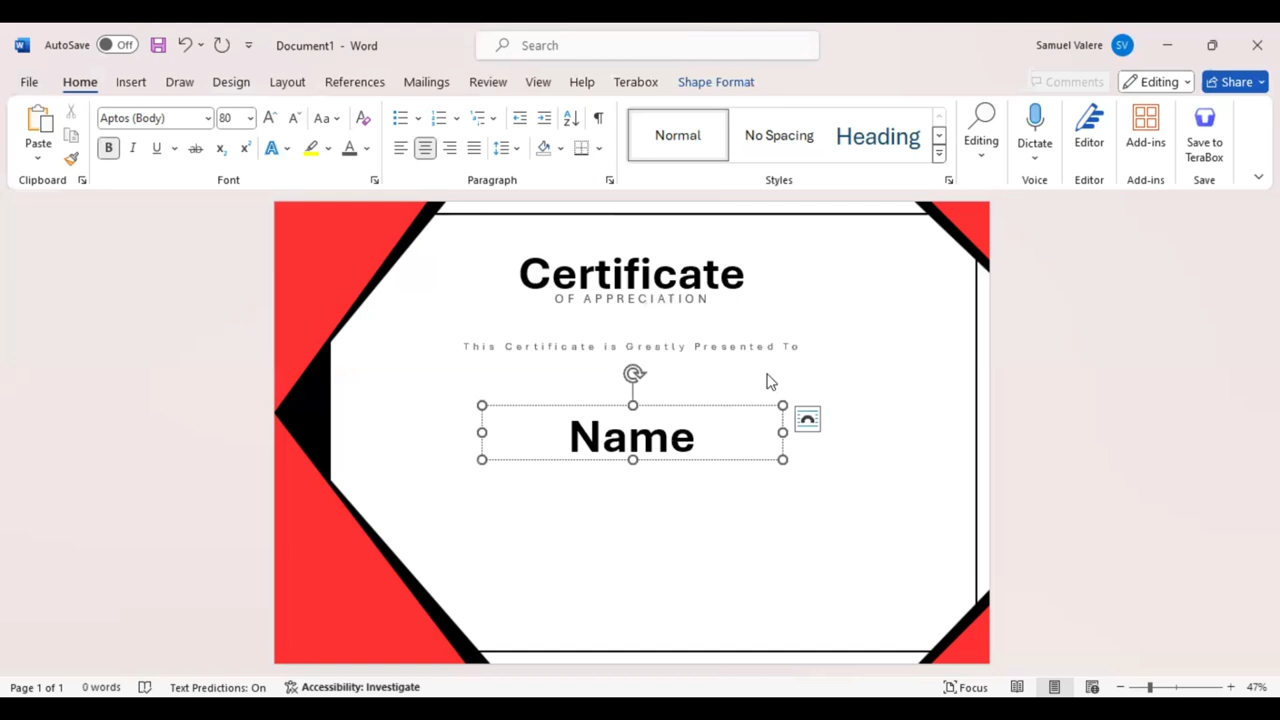 AutoSave Off Document1 - Word Search Samuel Valere SV
File Home Insert Draw Design Layout References Mailings Review View Help Terabox Shape Format Comments Editing Share
Paste Aptos (Body) 80 Aa Normal No Spacing Heading Editing Dictate Editor Add-ins Save to TeraBox
Clipboard Font Paragraph Styles Voice Editor Add-ins Save
Certificate
OF APPRECIATION
This Certificate is Greatly Presented To
Name
Page 1 of 1 0 words Text Predictions: On Accessibility: Investigate Focus 47%